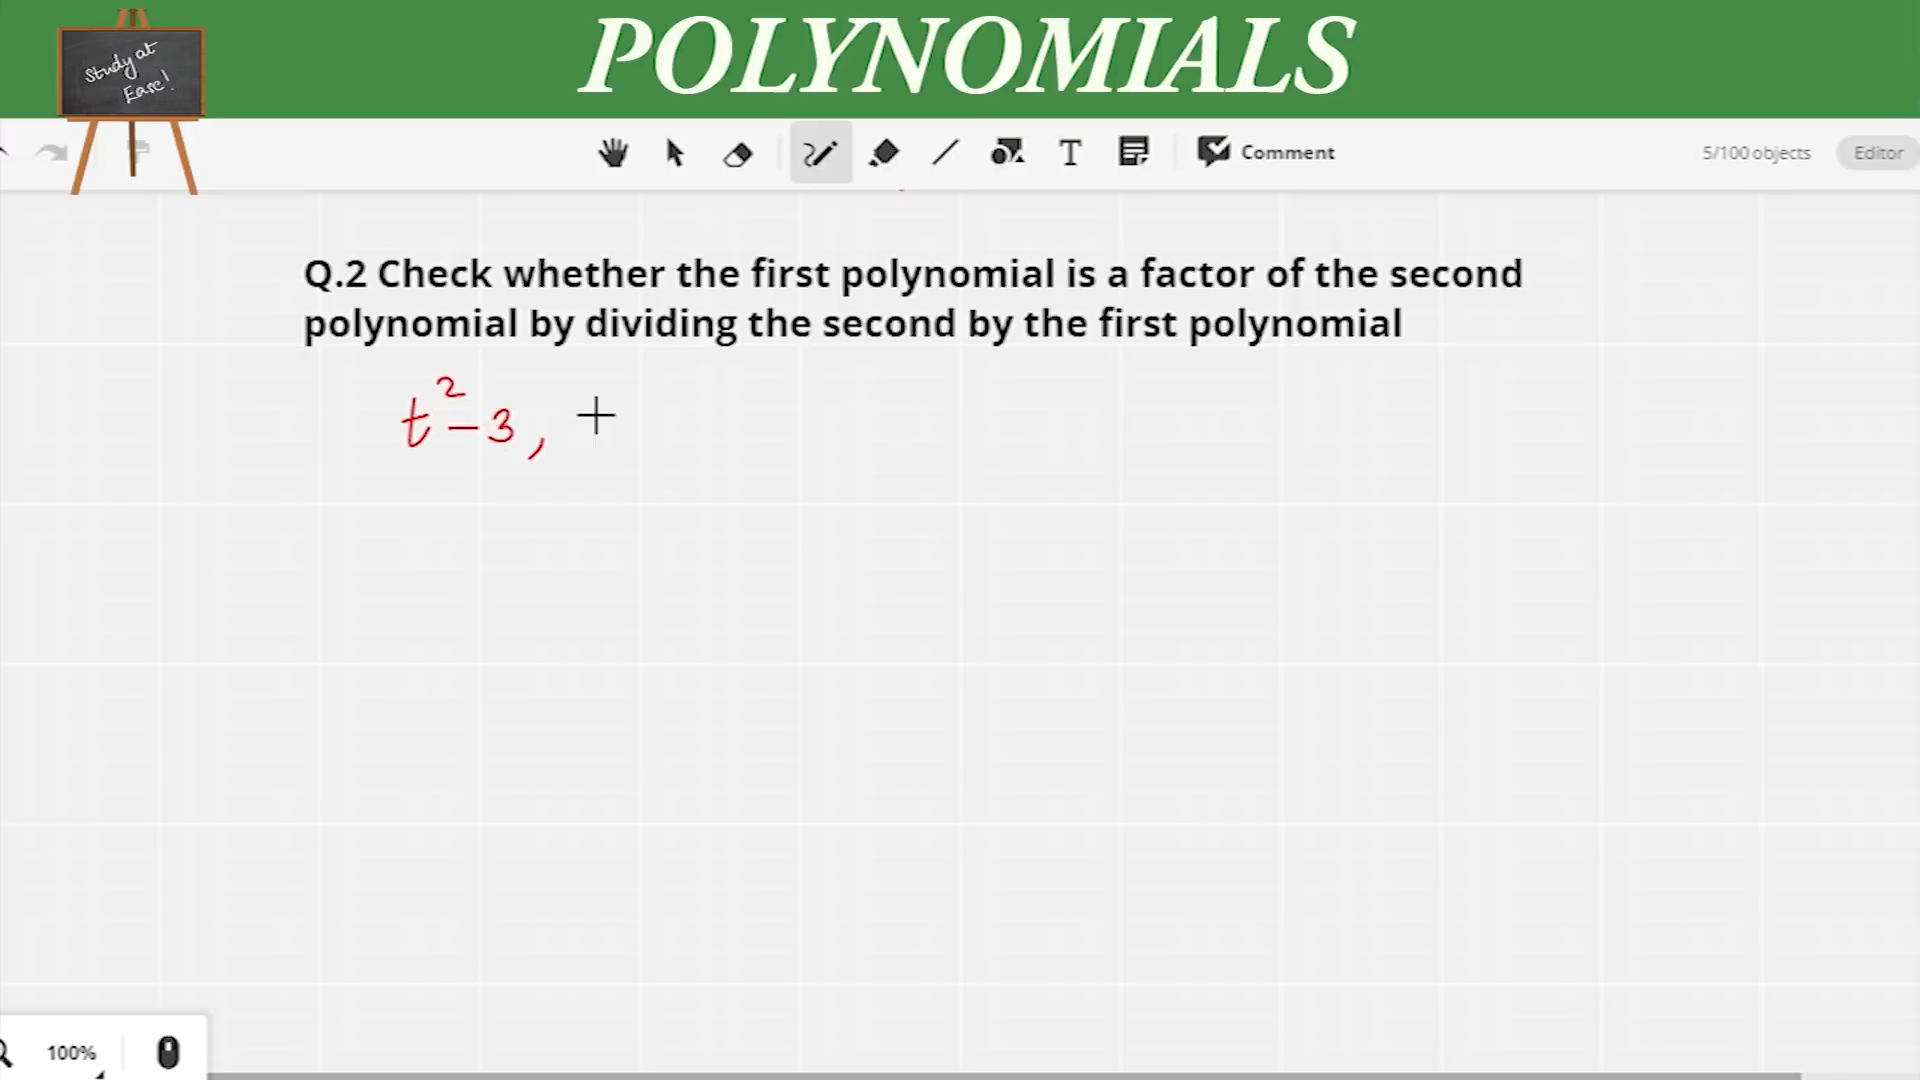 POLYNOMIALS
Study at
Ease!
Comment
5/100 objects
Editor
Q.2 Check whether the first polynomial is a factor of the second
polynomial by dividing the second by the first polynomial
t² - 3 ,
100%